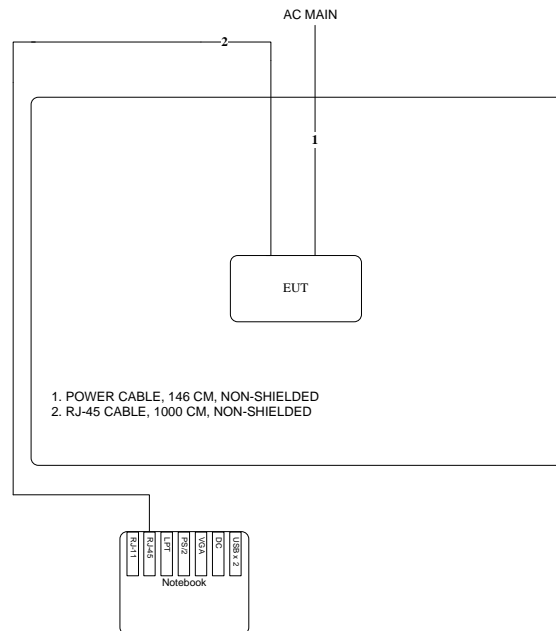 AC MAIN
2
1
EUT
1. POWER CABLE, 146 CM, NON-SHIELDED
2. RJ-45 CABLE, 1000 CM, NON-SHIELDED
RJ-11
RJ-45
LPT
PS/2
VGA
DC
USB x 2
Notebook